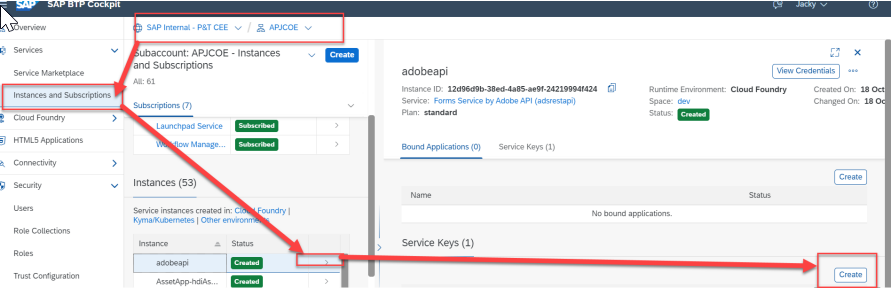 SAP SAP BTP Cockpit
Jacky
Overview
SAP Internal - P&T CEE / APJCOE
Services
Service Marketplace
Instances and Subscriptions
Cloud Foundry
HTML5 Applications
Connectivity
Security
Users
Role Collections
Roles
Trust Configuration
Subaccount: APJCOE - Instances
and Subscriptions
Create
All: 61
Subscriptions (7)
Launchpad Service Subscribed
Workflow Manage... Subscribed
Instances (53)
Service instances created in: Cloud Foundry |
Kyma/Kubernetes | Other environments
Instance Status
adobeapi Created
AssetApp-hdiAs... Created
adobeapi
View Credentials
Instance ID: 12d96d9b-38ed-4a85-ae9f-24219994f424
Service: Forms Service by Adobe API (adsrestapi)
Plan: standard
Runtime Environment: Cloud Foundry
Space: dev
Status: Created
Created On: 18 Oct
Changed On: 18 Oc
Bound Applications (0) Service Keys (1)
Create
Name Status
No bound applications.
Service Keys (1)
Create